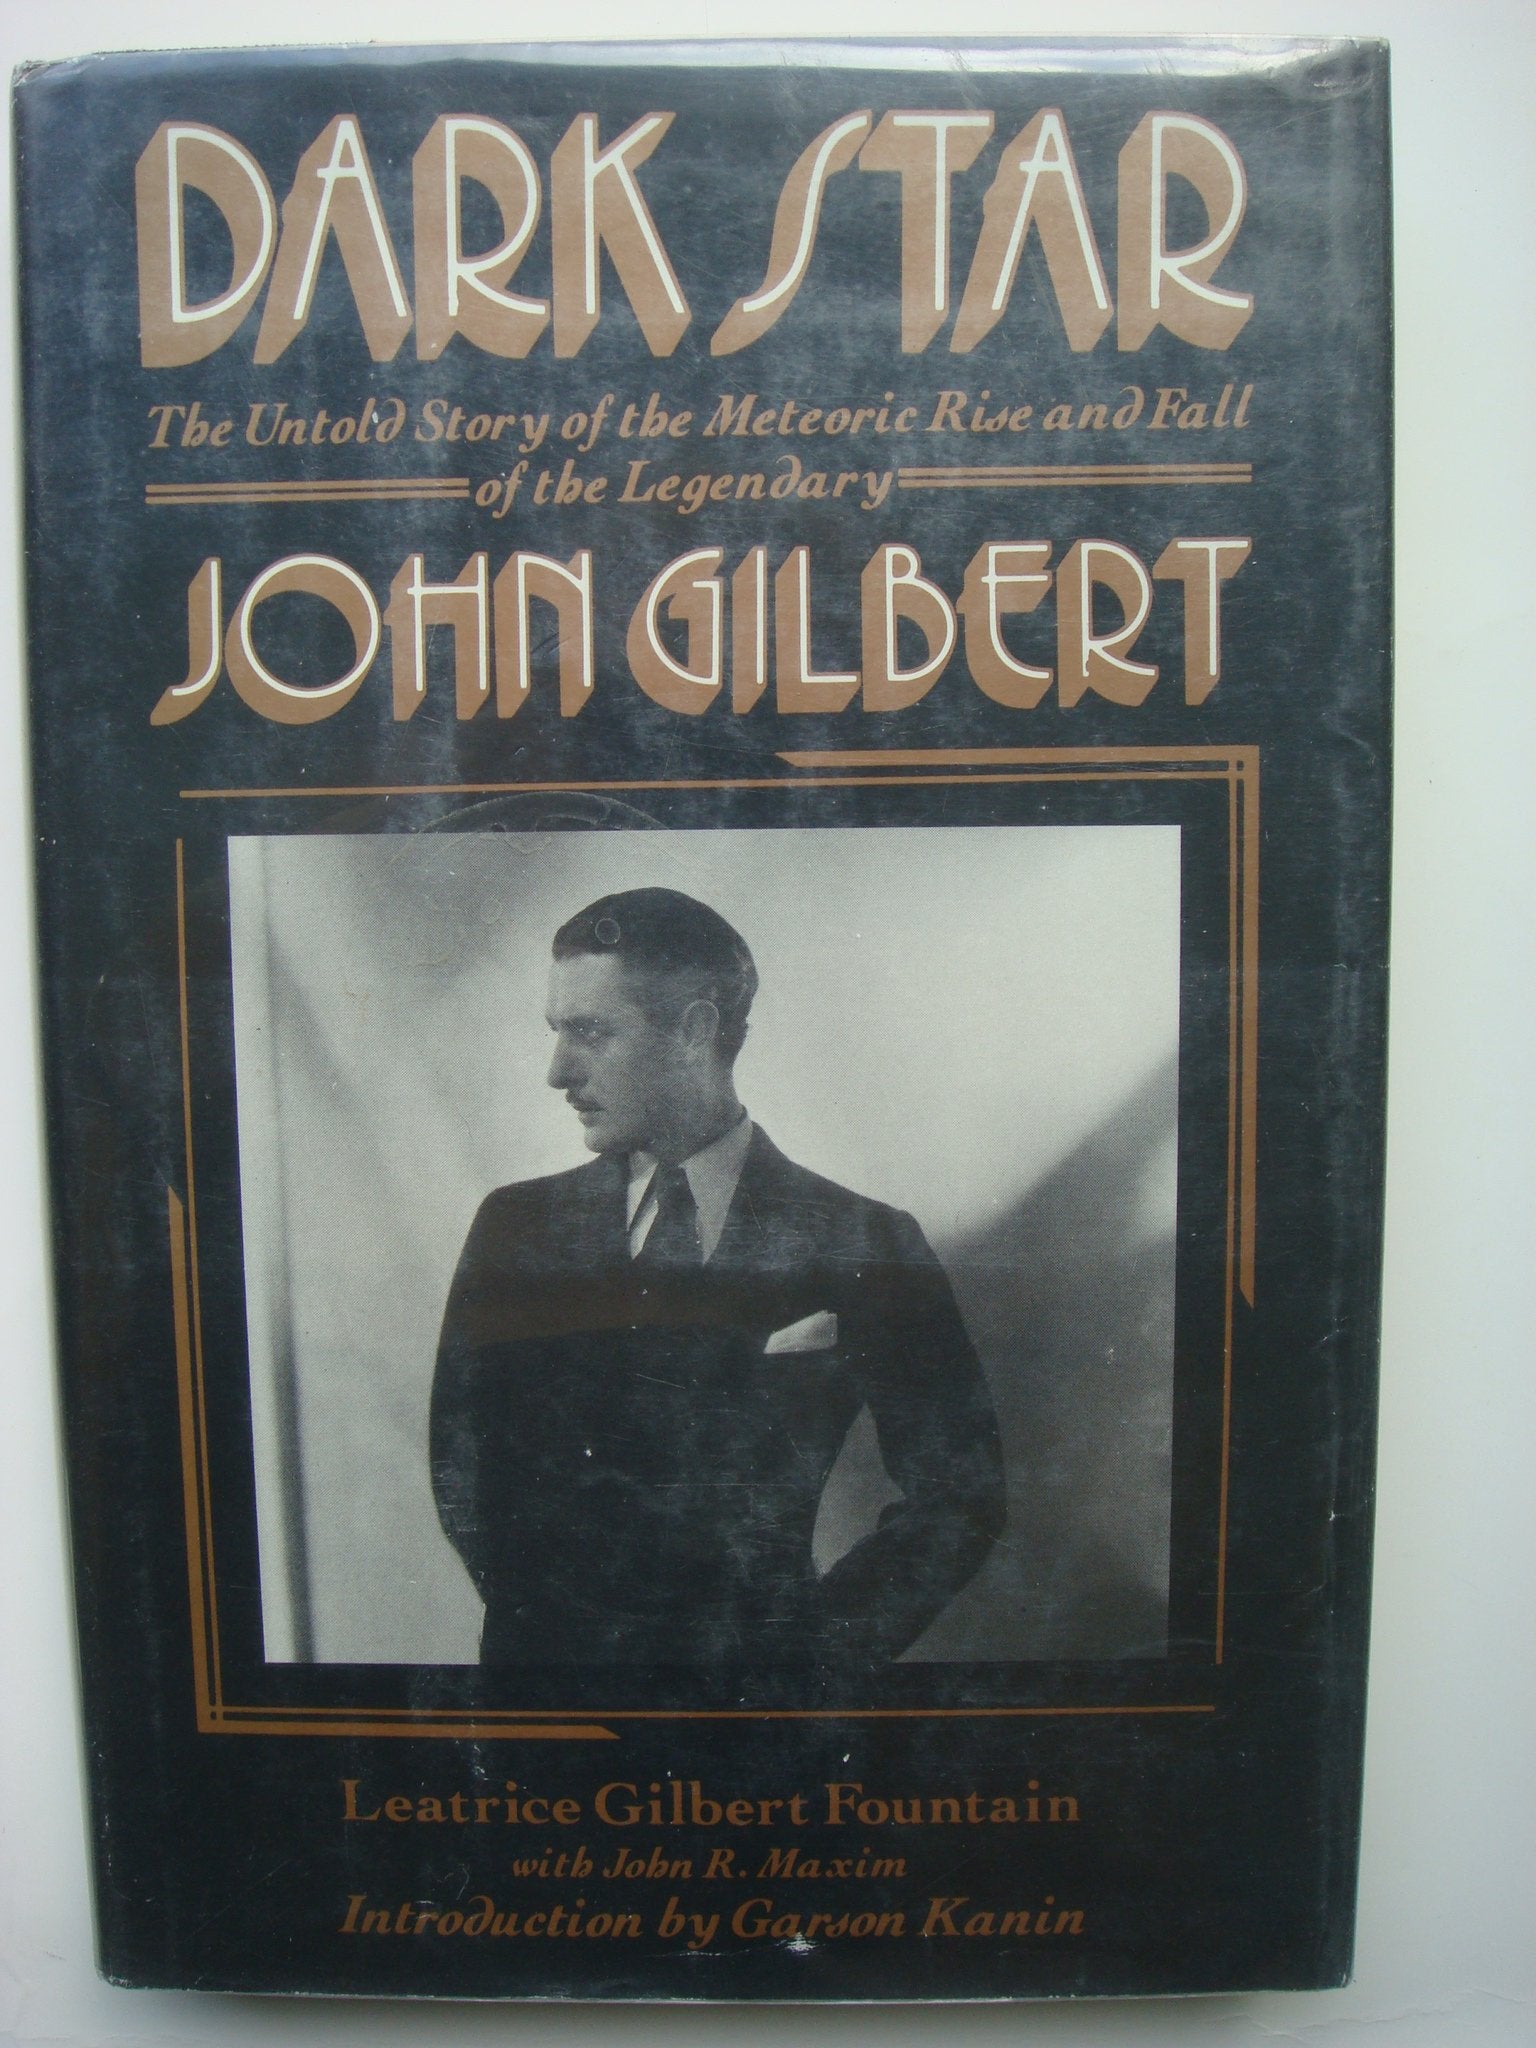 DARK STAR
The Untold Story of the Meteoric Rise and Fall
of the Legendary
JOHN GILBERT
Leatrice Gilbert Fountain
with John R. Maxim
Introduction by Garson Kanin